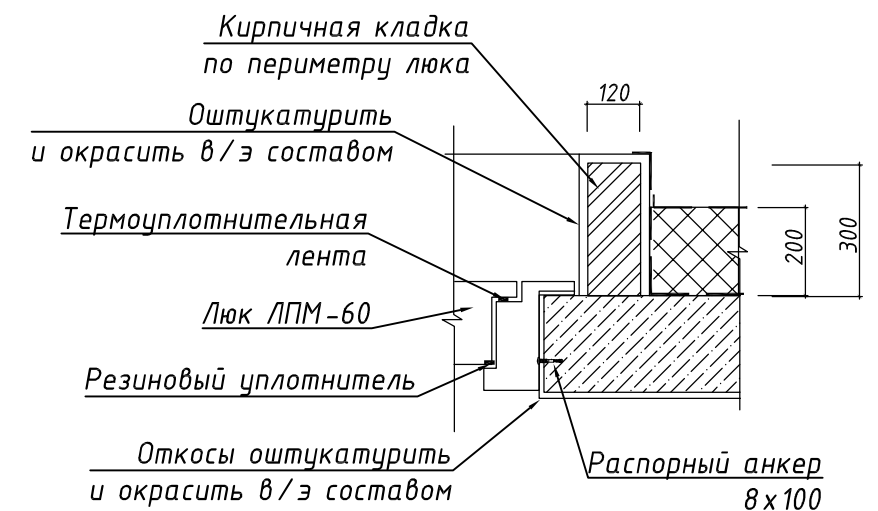 Кирпичная кладка
по периметру люка
120
Оштукатурить
и окрасить в/э составом
Термоуплотнительная
лента
200
300
Люк ЛПМ-60
Резиновый уплотнитель
Откосы оштукатурить
и окрасить в/э составом
Распорный анкер
8х100